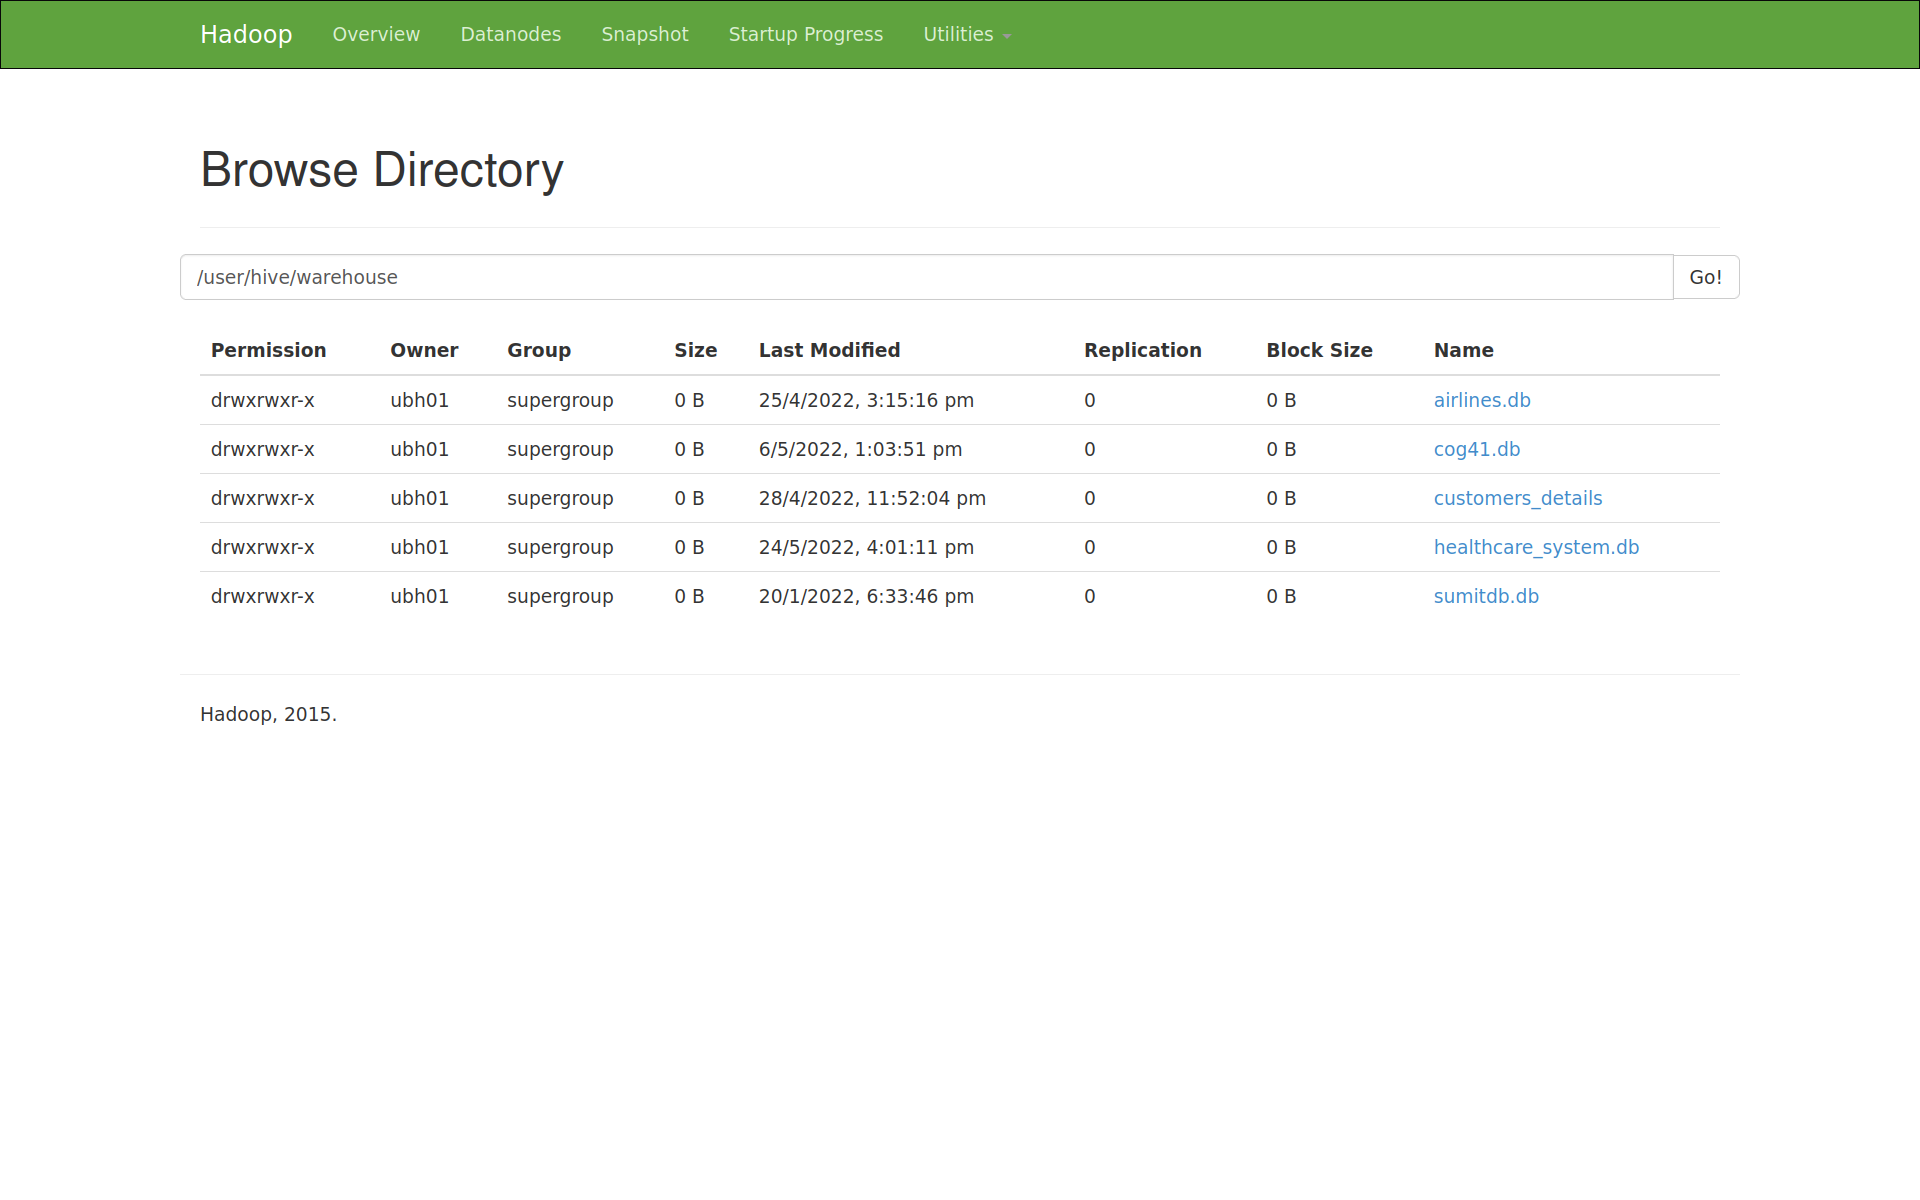 Hadoop Overview Datanodes Snapshot Startup Progress Utilities
Browse Directory
/user/hive/warehouse Go!
Permission Owner Group Size Last Modified Replication Block Size Name
drwxrwxr-x ubh01 supergroup 0 B 25/4/2022, 3:15:16 pm 0 0 B airlines.db
drwxrwxr-x ubh01 supergroup 0 B 6/5/2022, 1:03:51 pm 0 0 B cog41.db
drwxrwxr-x ubh01 supergroup 0 B 28/4/2022, 11:52:04 pm 0 0 B customers_details
drwxrwxr-x ubh01 supergroup 0 B 24/5/2022, 4:01:11 pm 0 0 B healthcare_system.db
drwxrwxr-x ubh01 supergroup 0 B 20/1/2022, 6:33:46 pm 0 0 B sumitdb.db
Hadoop, 2015.